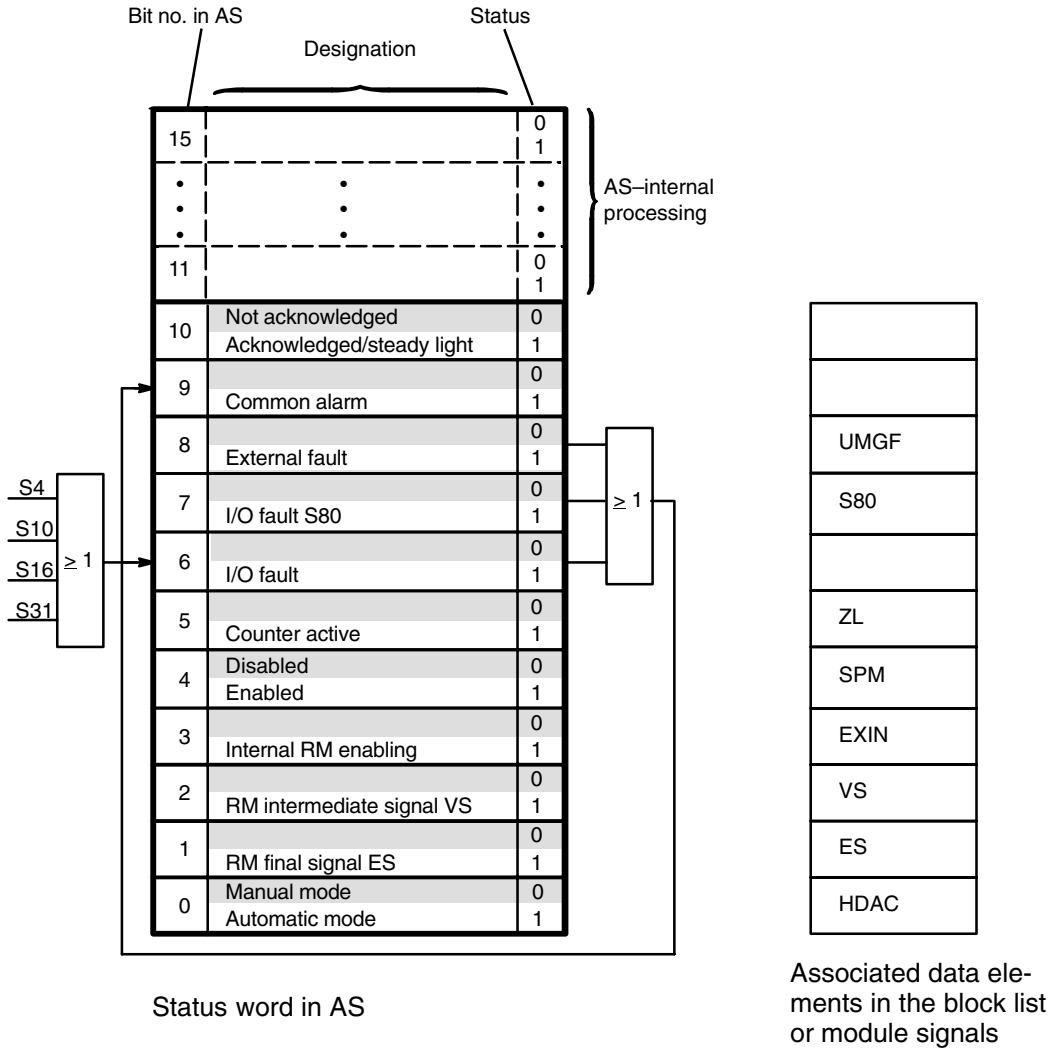 Bit no. in AS
Status
Designation
15
0
1
AS–internal
processing
11
0
1
10
Not acknowledged
0
Acknowledged/steady light
1
9
0
Common alarm
1
8
0
External fault
1
UMGF
7
0
I/O fault S80
1
S80
6
0
I/O fault
1
5
0
Counter active
1
ZL
4
Disabled
0
Enabled
1
SPM
3
0
Internal RM enabling
1
EXIN
2
0
RM intermediate signal VS
1
VS
1
0
RM final signal ES
1
ES
0
Manual mode
0
Automatic mode
1
HDAC
S4
S10
S16
S31
≥ 1
≥ 1
Status word in AS
Associated data ele-
ments in the block list
or module signals